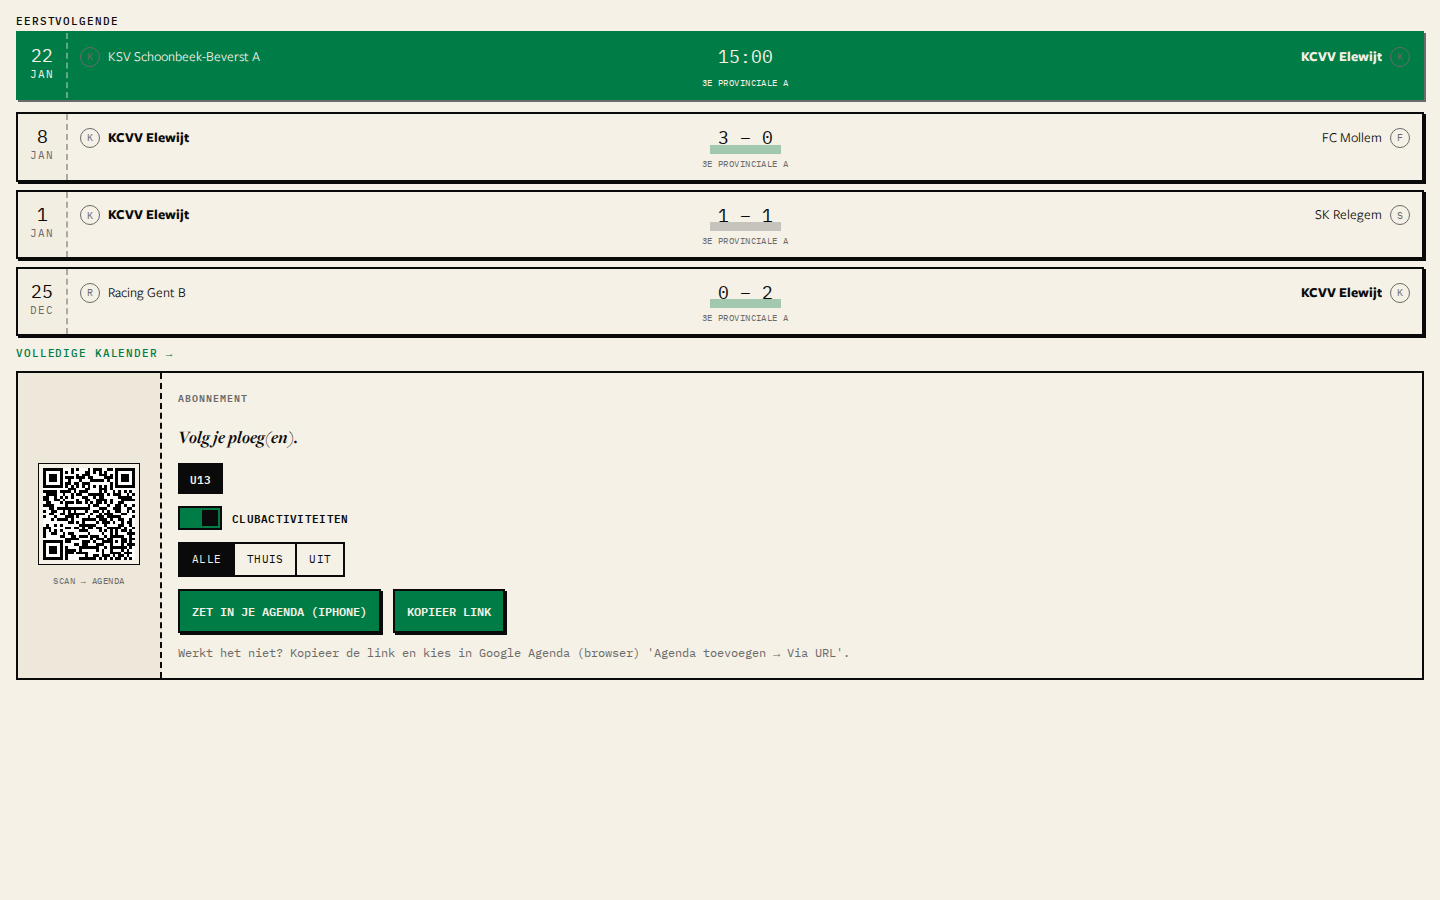 EERSTVOLGENDE
22 K KSV Schoonbeek-Beverst A 15:00 KCVV Elewijt K
JAN 3E PROVINCIALE A
8 K KCVV Elewijt 3 – 0 FC Mollem F
JAN 3E PROVINCIALE A
1 K KCVV Elewijt 1 – 1 SK Relegem S
JAN 3E PROVINCIALE A
25 R Racing Gent B 0 – 2 KCVV Elewijt K
DEC 3E PROVINCIALE A
VOLLEDIGE KALENDER →
ABONNEMENT
Volg je ploeg(en).
U13
CLUBACTIVITEITEN
ALLE THUIS UIT
SCAN → AGENDA
ZET IN JE AGENDA (IPHONE) KOPIEER LINK
Werkt het niet? Kopieer de link en kies in Google Agenda (browser) 'Agenda toevoegen → Via URL'.